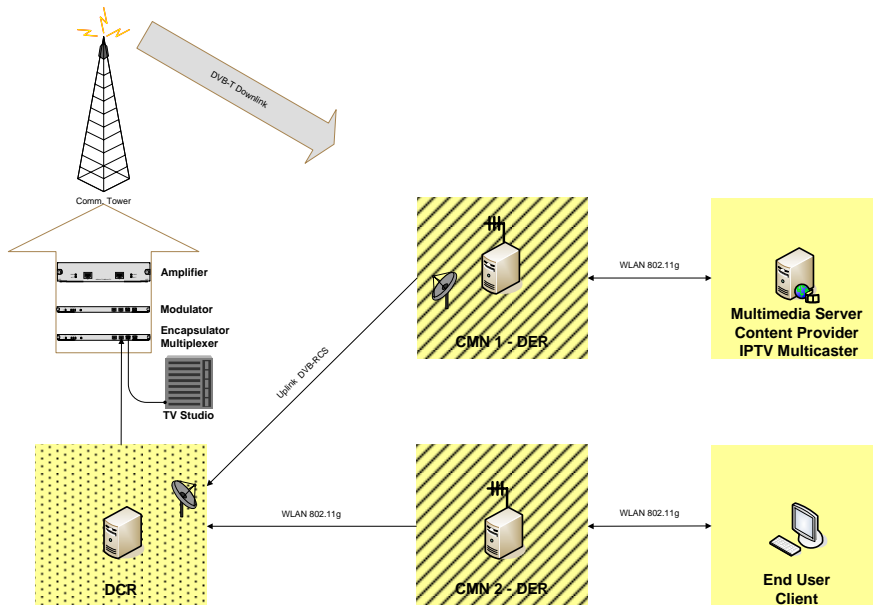 DVB-T Downlink
Comm. Tower
Amplifier
Modulator
Encapsulator
Multiplexer
TV Studio
Uplink DVB-RCS
CMN 1 - DER
WLAN 802.11g
Multimedia Server
Content Provider
IPTV Multicaster
DCR
WLAN 802.11g
CMN 2 - DER
WLAN 802.11g
End User
Client